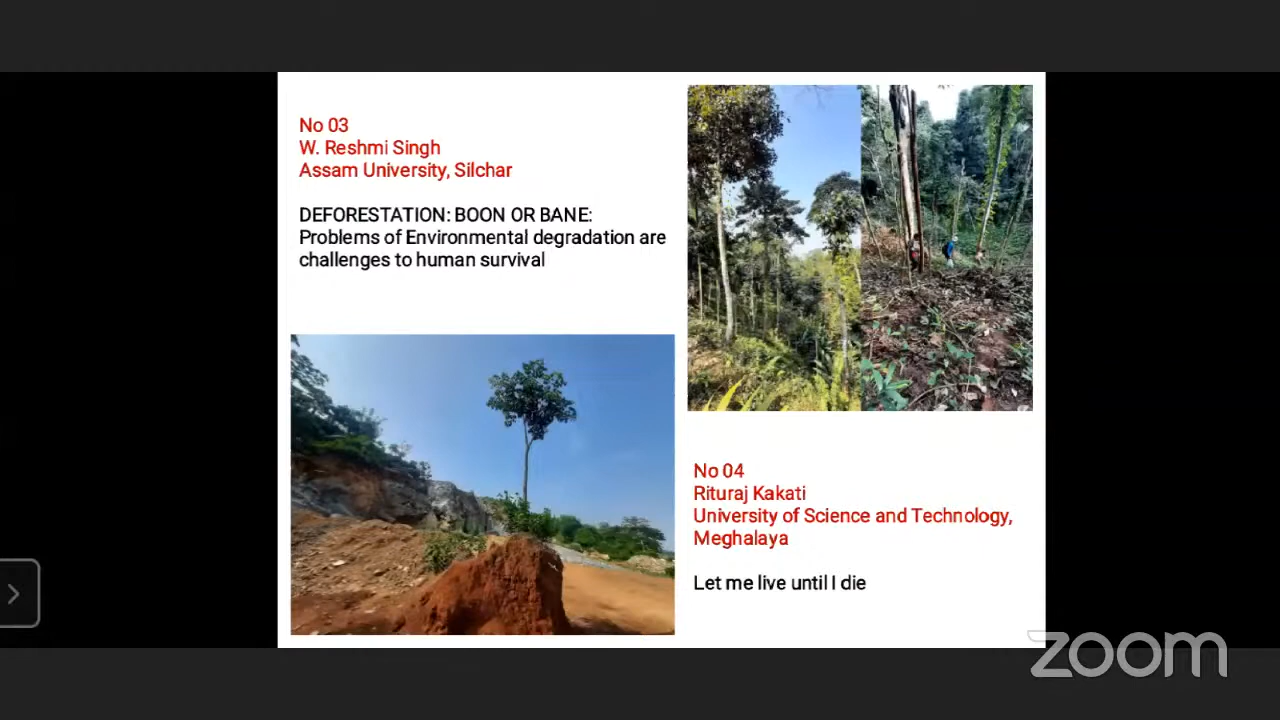 No 03
W. Reshmi Singh
Assam University, Silchar
DEFORESTATION: BOON OR BANE:
Problems of Environmental degradation are
challenges to human survival
No 04
Rituraj Kakati
University of Science and Technology,
Meghalaya
Let me live until I die
zoom